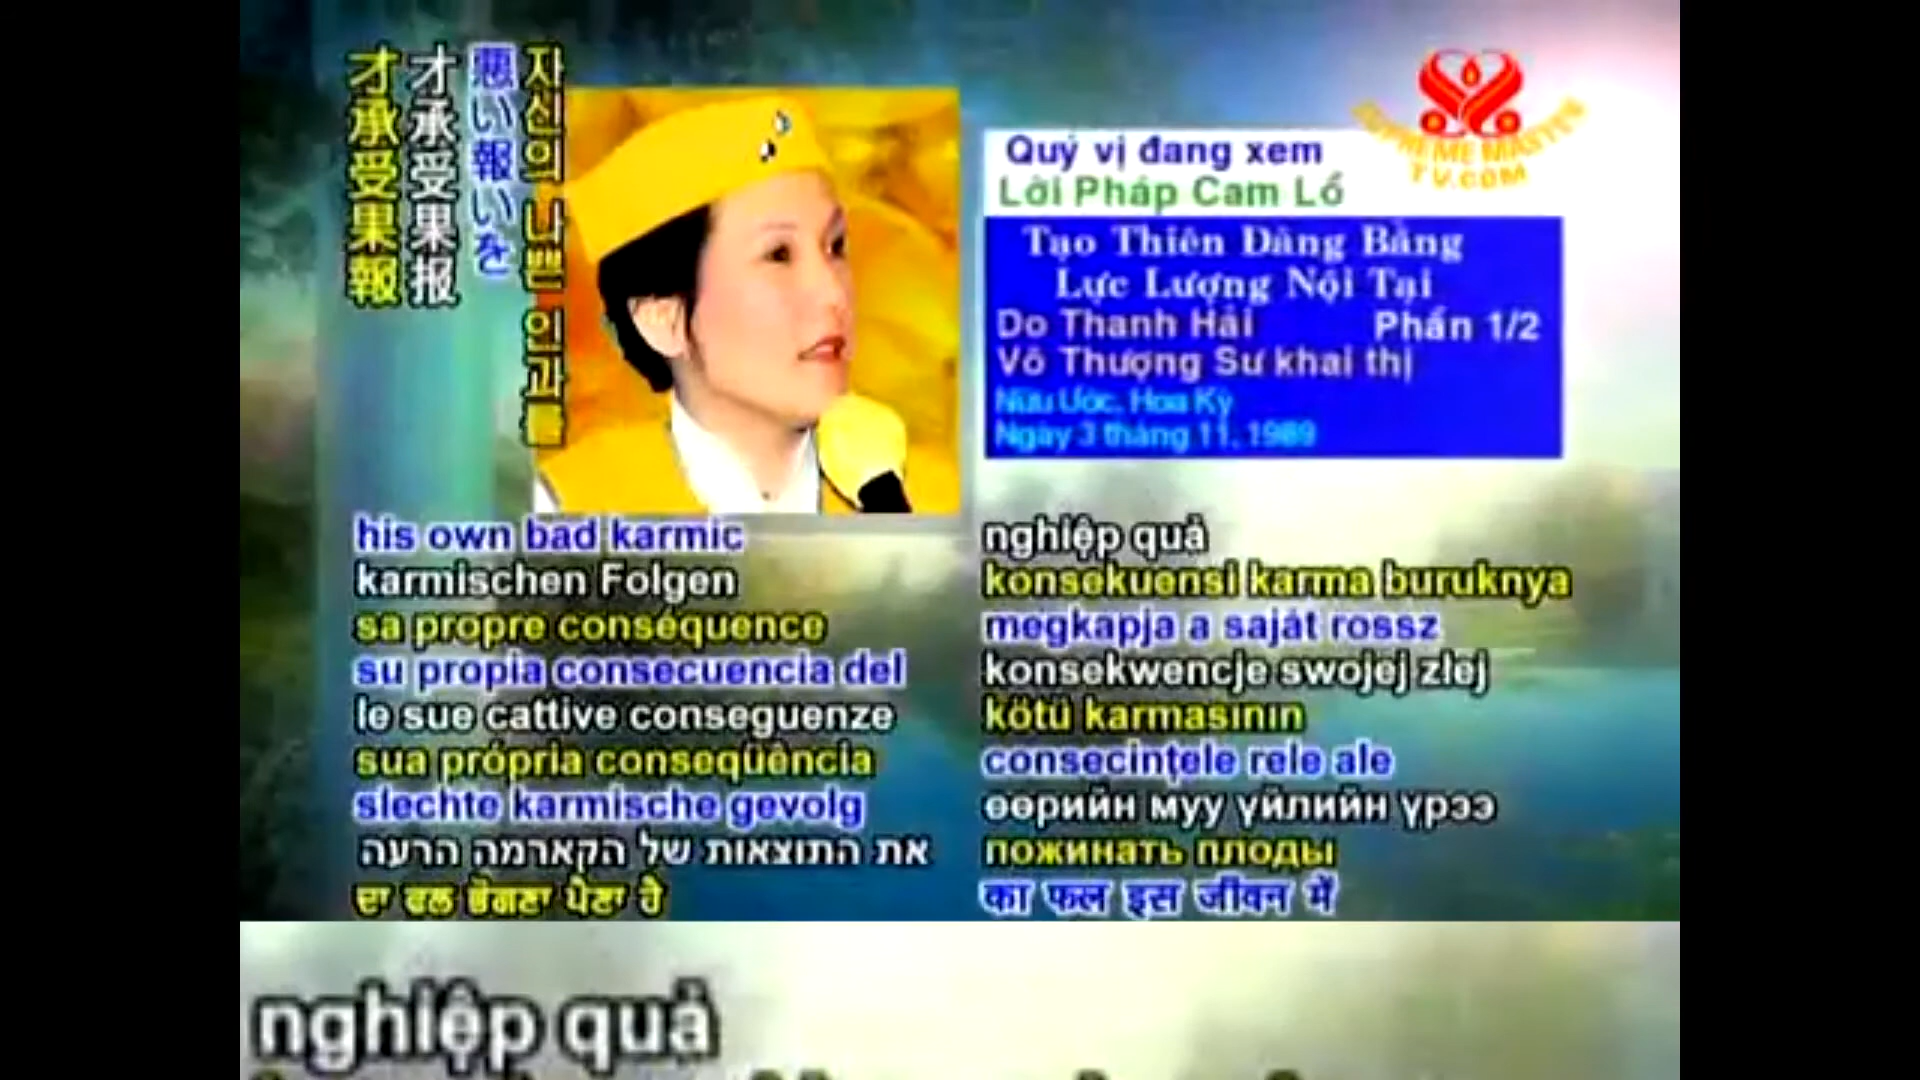 才承受果報
才承受果报
悪い報いを
자신의 나쁜 인과를
SUPREME MASTER
TV.COM
Quý vị đang xem
Lời Pháp Cam Lồ
Tạo Thiên Đàng Bằng
Lực Lượng Nội Tại
Do Thanh Hải Phần 1/2
Vô Thượng Sư khai thị
Nữu Ước, Hoa Kỳ
Ngày 3 tháng 11, 1989
his own bad karmic
karmischen Folgen
sa propre conséquence
su propia consecuencia del
le sue cattive conseguenze
sua própria conseqüência
slechte karmische gevolg
את התוצאות של הקארמה הרעה
ਦਾ ਫਲ ਭੋਗਣਾ ਪੈਣਾ ਹੈ
nghiệp quả
konsekuensi karma buruknya
megkapja a saját rossz
konsekwencje swojej złej
kötü karmasının
consecinţele rele ale
өөрийн муу үйлийн үрээ
пожинать плоды
का फल इस जीवन में
nghiệp quả